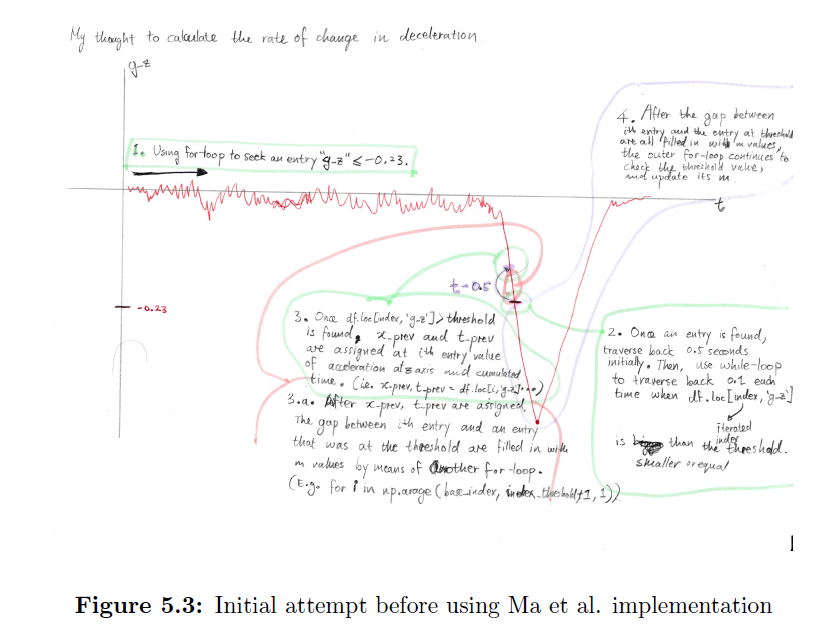 My thought to calculate the rate of change in deceleration
g-z
1. Using for-loop to seek an entry "g-z" ≤ -0.23.
t
-0.23
t-0.5
2. Once an entry is found,
traverse back 0.5 seconds
initially. Then, use while-loop
to traverse back 0.1 each
time when df.loc[index, 'g-z']
iterated
index
is than the threshold.
smaller or equal
3. Once df.loc[index, 'g-z'] > threshold
is found, x-prev and t-prev
are assigned at ith entry value
of acceleration at z axis and cumulated
time. (i.e. x-prev, t-prev = df.loc[i, 'g-z'], ...)
3.a. After x-prev, t-prev are assigned.
The gap between ith entry and an entry
that was at the threshold are filled in with
m values by means of another for-loop.
(E.g. for i in np.arage(base_index, index_threshold+1, 1))
4. After the gap between
ith entry and the entry at threshold
are all filled in with m values,
the outer for-loop continues to
check the threshold value,
and update its m.
Figure 5.3: Initial attempt before using Ma et al. implementation